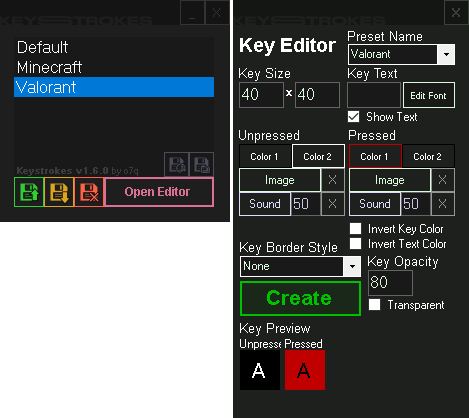 KEYSTROKES
_ X
Default
Minecraft
Valorant
Keystrokes v1.6.0 by o7q
Open Editor
KEYSTROKES
X
Key Editor
Preset Name
Valorant
Key Size
Key Text
40 x 40
Edit Font
Show Text
Unpressed
Pressed
Color 1 Color 2
Color 1 Color 2
Image X
Image X
Sound 50 X
Sound 50 X
Invert Key Color
Invert Text Color
Key Border Style
None
Key Opacity
80
Create
Transparent
Key Preview
Unpresse Pressed
A A